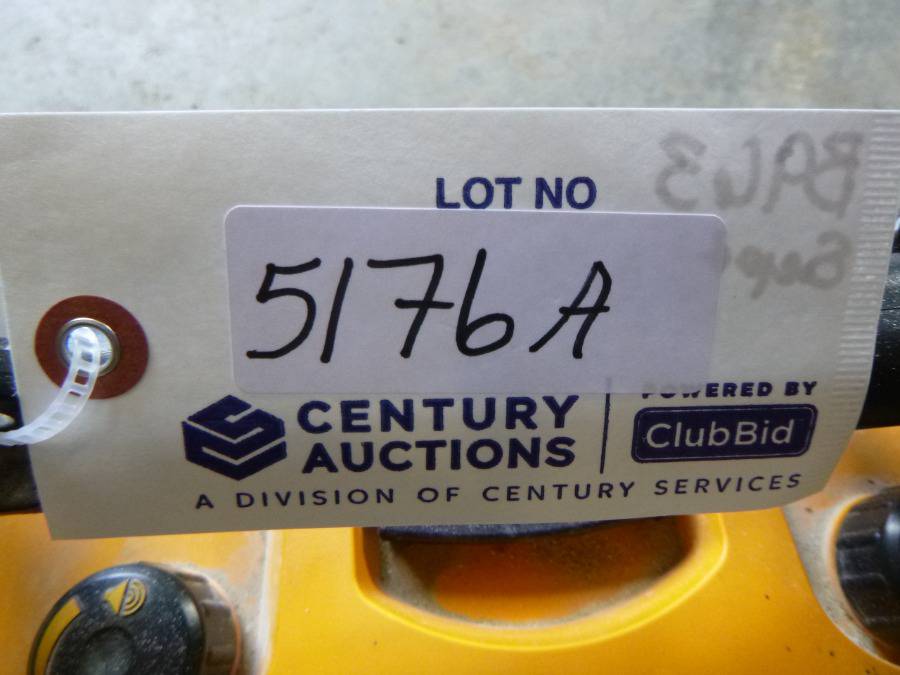 LOT NO
5176A
CENTURY
AUCTIONS
POWERED BY
ClubBid
A DIVISION OF CENTURY SERVICES